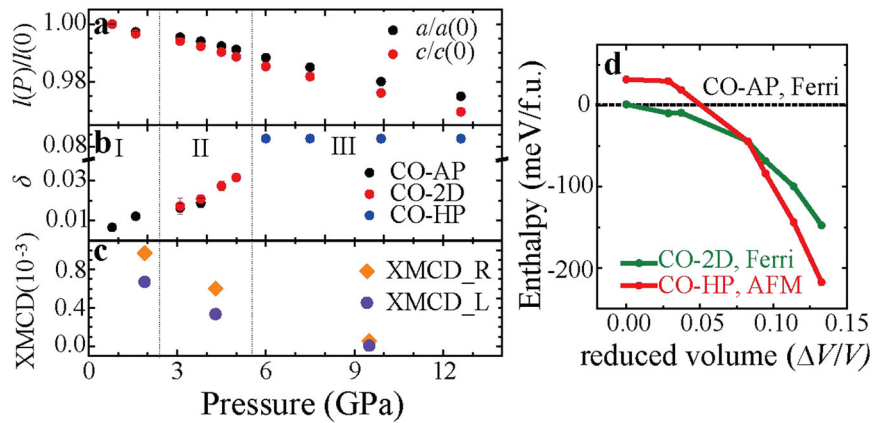 a
l(P)/l(0)
1.00
0.98
a/a(0)
c/c(0)
b
δ
0.08
0.03
0.01
I
II
III
CO-AP
CO-2D
CO-HP
c
XMCD(10⁻³)
0.8
0.4
0.0
XMCD_R
XMCD_L
0
3
6
9
12
Pressure (GPa)
d
Enthalpy (meV/f.u.)
0
-100
-200
CO-AP, Ferri
CO-2D, Ferri
CO-HP, AFM
0.00
0.05
0.10
0.15
reduced volume (ΔV/V)